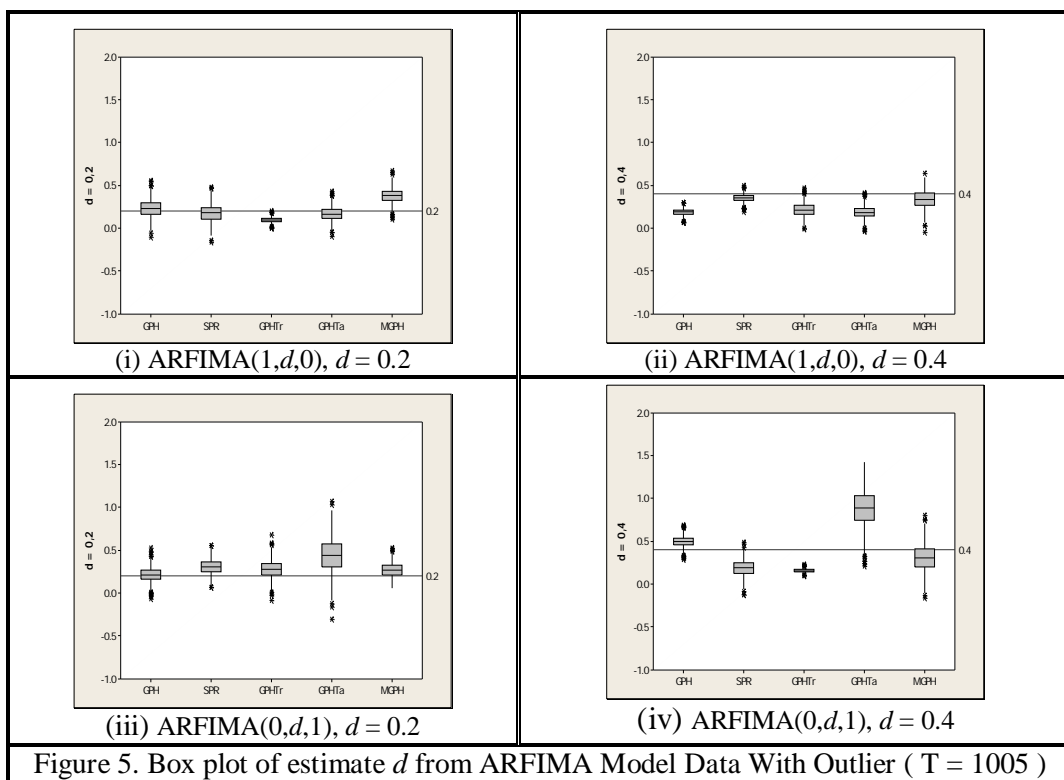 2.0
1.5
1.0
0.5
0.0
-0.5
-1.0
d = 0,2
0.2
GPH SPR GPHTr GPHTa MGPH
(i) ARFIMA(1,d,0), d = 0.2
2.0
1.5
1.0
0.5
0.0
-0.5
-1.0
d = 0,4
0.4
GPH SPR GPHTr GPHTa MGPH
(ii) ARFIMA(1,d,0), d = 0.4
2.0
1.5
1.0
0.5
0.0
-0.5
-1.0
d = 0,2
0.2
GPH SPR GPHTr GPHTa MGPH
(iii) ARFIMA(0,d,1), d = 0.2
2.0
1.5
1.0
0.5
0.0
-0.5
-1.0
d = 0,4
0.4
GPH SPR GPHTr GPHTa MGPH
(iv) ARFIMA(0,d,1), d = 0.4
Figure 5. Box plot of estimate d from ARFIMA Model Data With Outlier ( T = 1005 )